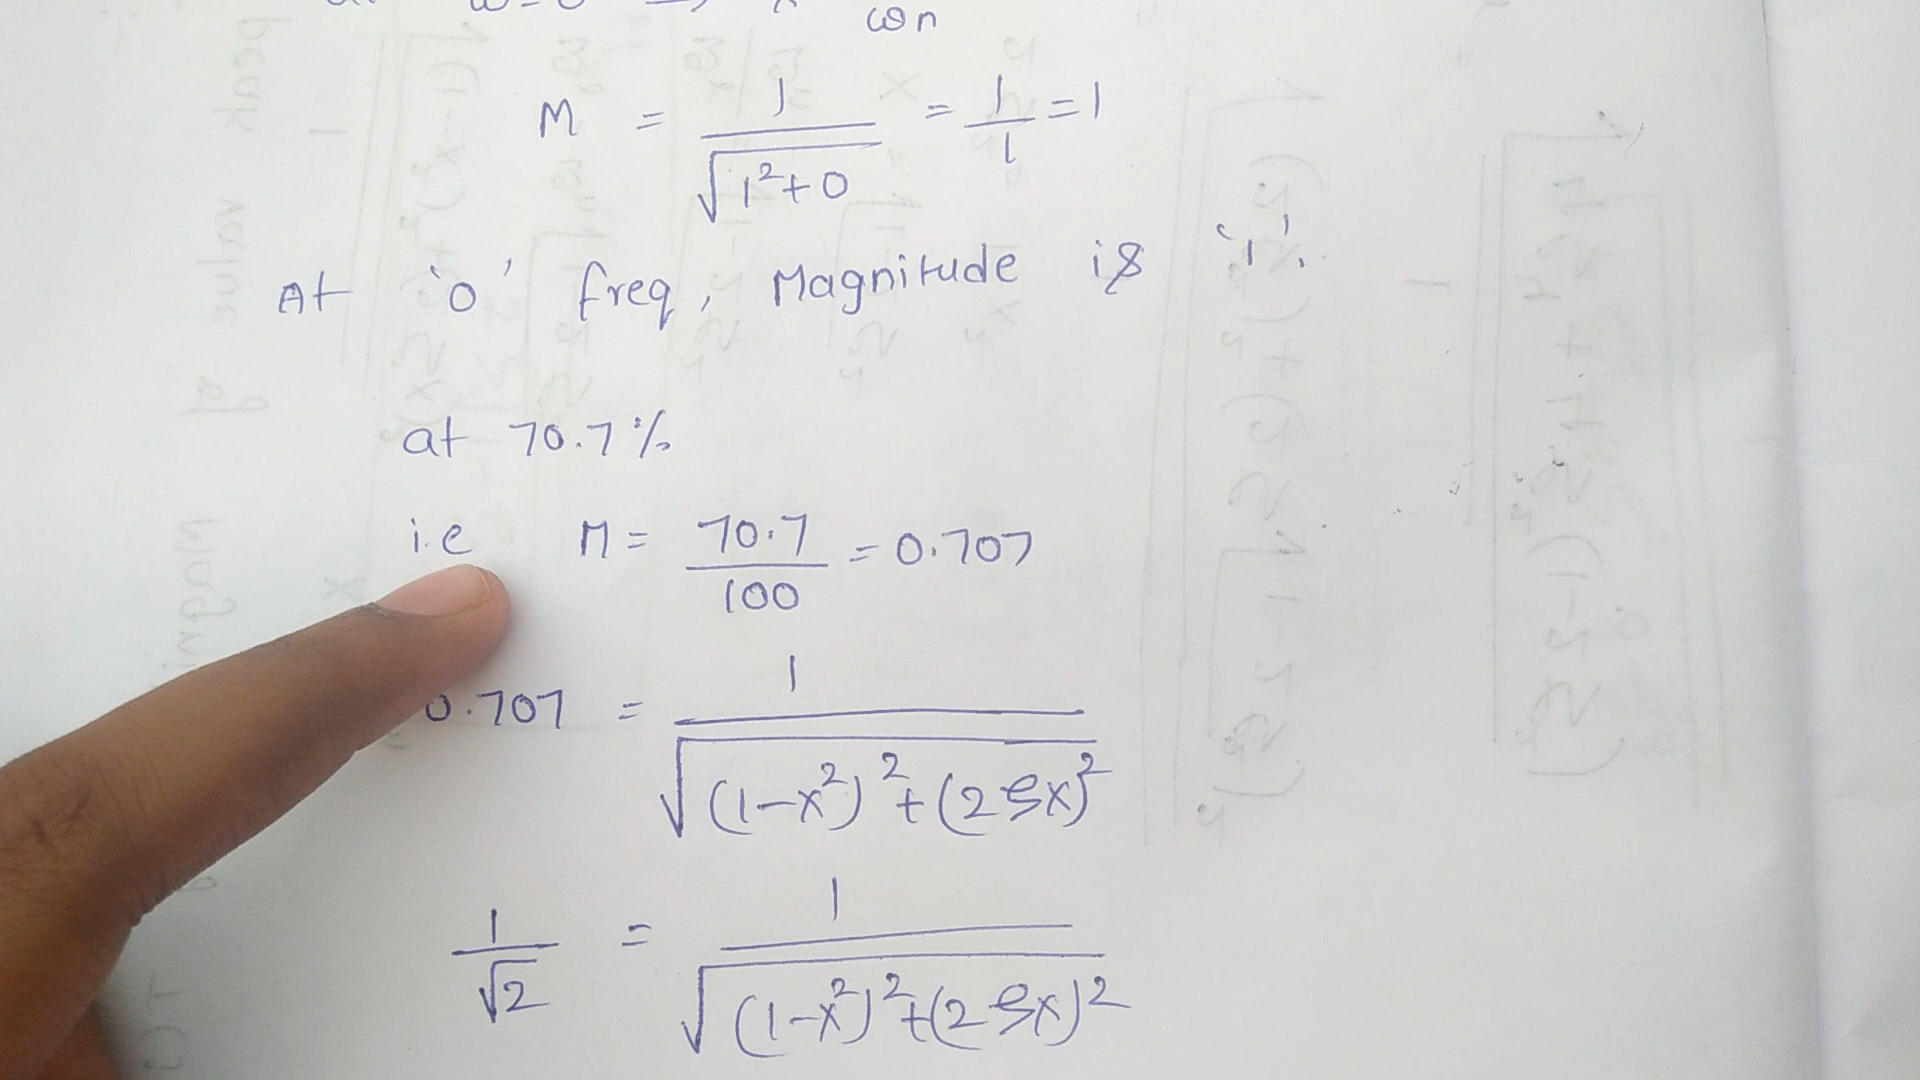 ωn
M = 1/√(1²+0) = 1/1 = 1
At '0' freq, Magnitude is '1'.
at 70.7%
i.e M = 70.7/100 = 0.707
0.707 = 1/√((1-x²)²+(2ξx)²)
1/√2 = 1/√((1-x²)²+(2ξx)²)